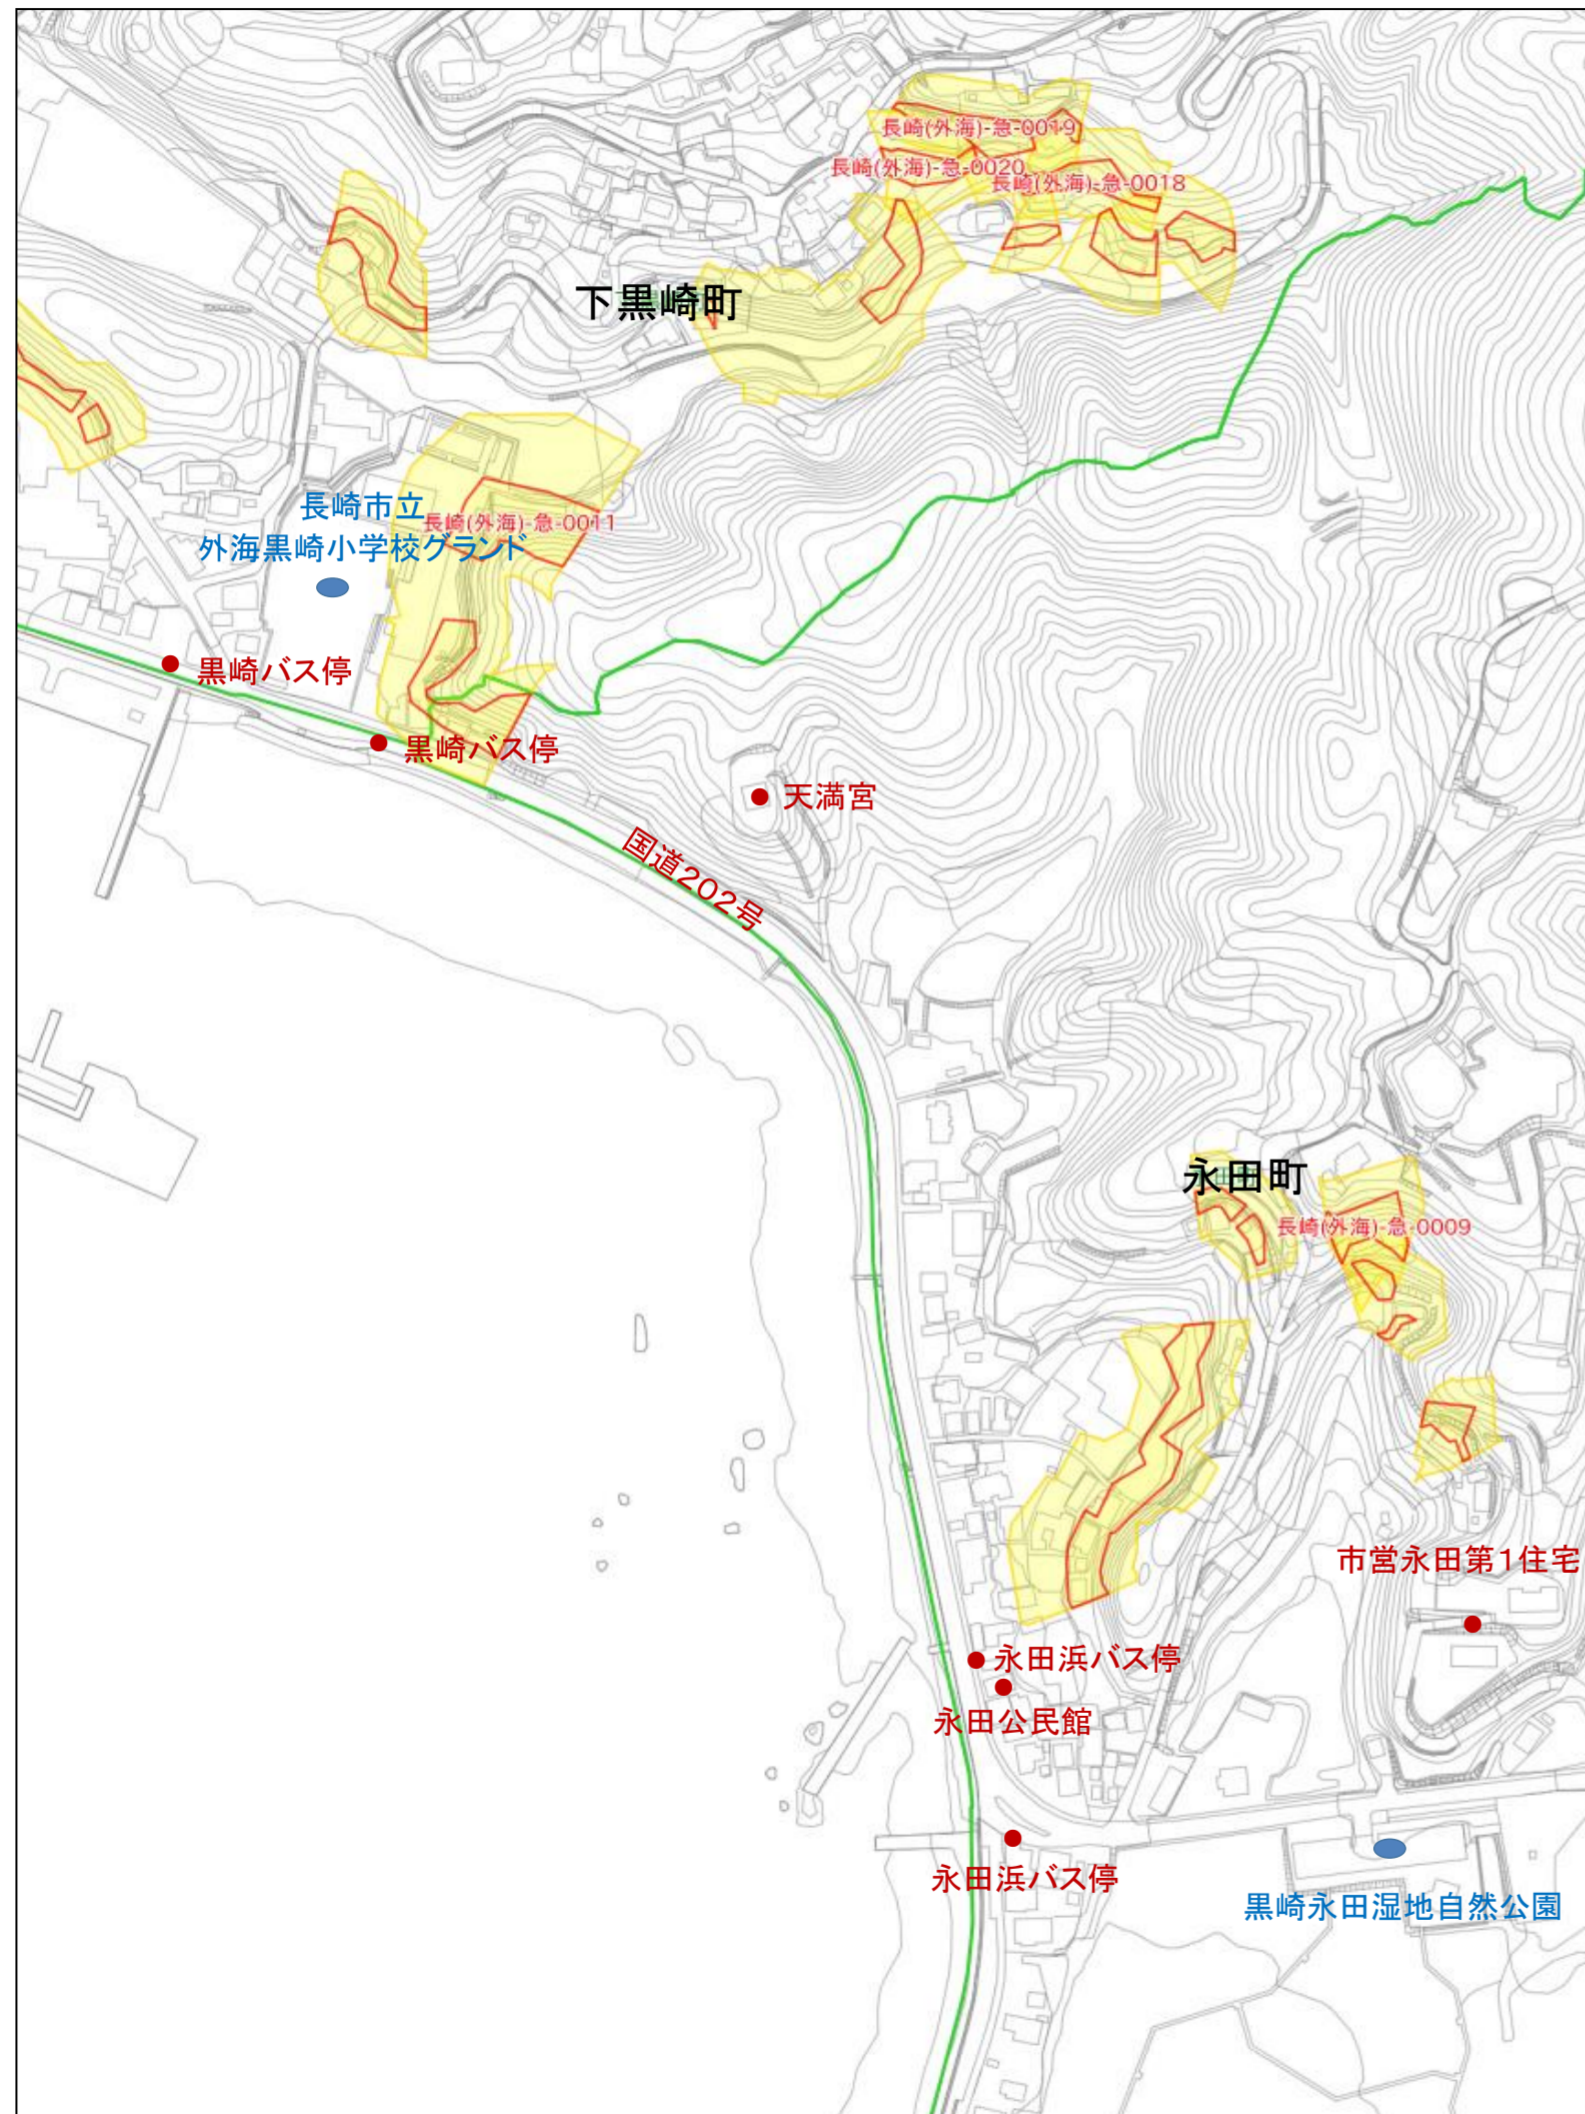 長崎(外海)-急-0019
長崎(外海)-急-0020
長崎(外海)-急-0018
下黒崎町
長崎市立
外海黒崎小学校グランド
長崎(外海)-急-0011
黒崎バス停
黒崎バス停
天満宮
国道202号
永田町
長崎(外海)-急-0009
市営永田第1住宅
永田浜バス停
永田公民館
永田浜バス停
黒崎永田湿地自然公園